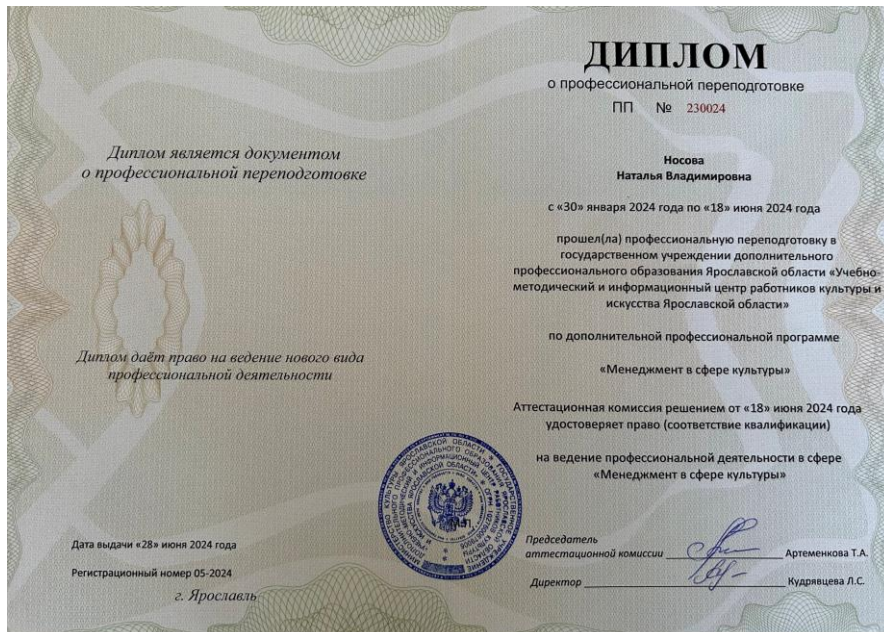 Диплом является документом
о профессиональной переподготовке
Диплом даёт право на ведение нового вида
профессиональной деятельности
М.П.
Дата выдачи «28» июня 2024 года
Регистрационный номер 05-2024
г. Ярославль
ДИПЛОМ
о профессиональной переподготовке
ПП № 230024
Носова
Наталья Владимировна
с «30» января 2024 года по «18» июня 2024 года
прошел(ла) профессиональную переподготовку в
государственном учреждении дополнительного
профессионального образования Ярославской области «Учебно-
методический и информационный центр работников культуры и
искусства Ярославской области»
по дополнительной профессиональной программе
«Менеджмент в сфере культуры»
Аттестационная комиссия решением от «18» июня 2024 года
удостоверяет право (соответствие квалификации)
на ведение профессиональной деятельности в сфере
«Менеджмент в сфере культуры»
Председатель
аттестационной комиссии Артеменкова Т.А.
Директор Кудрявцева Л.С.